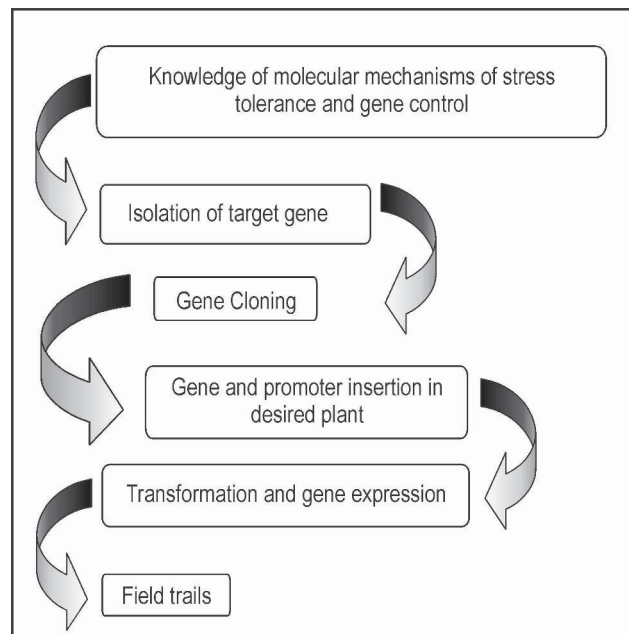 Knowledge of molecular mechanisms of stress
tolerance and gene control
Isolation of target gene
Gene Cloning
Gene and promoter insertion in
desired plant
Transformation and gene expression
Field trails